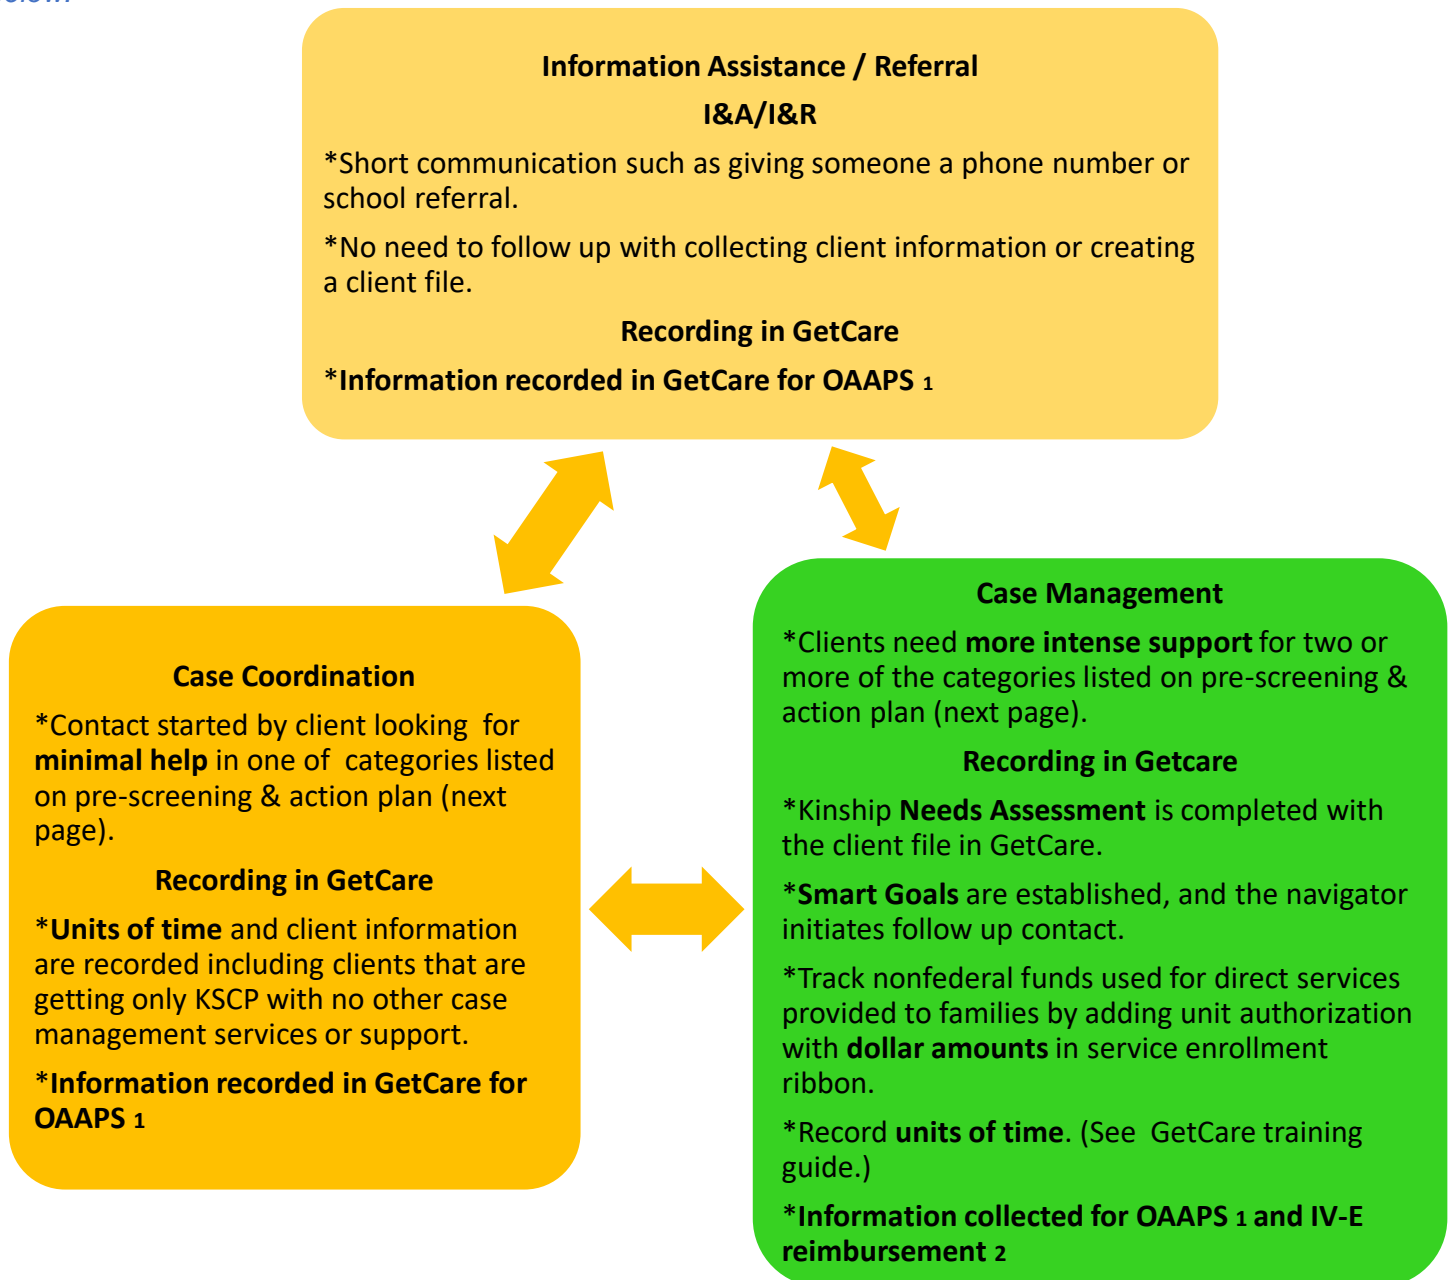 Information Assistance / Referral
I&A/I&R
*Short communication such as giving someone a phone number or
school referral.
*No need to follow up with collecting client information or creating
a client file.
Recording in GetCare
*Information recorded in GetCare for OAAPS 1
Case Coordination
*Contact started by client looking for
minimal help in one of categories listed
on pre-screening & action plan (next
page).
Recording in GetCare
*Units of time and client information
are recorded including clients that are
getting only KSCP with no other case
management services or support.
*Information recorded in GetCare for
OAAPS 1
Case Management
*Clients need more intense support for two or
more of the categories listed on pre-screening &
action plan (next page).
Recording in Getcare
*Kinship Needs Assessment is completed with
the client file in GetCare.
*Smart Goals are established, and the navigator
initiates follow up contact.
*Track nonfederal funds used for direct services
provided to families by adding unit authorization
with dollar amounts in service enrollment
ribbon.
*Record units of time. (See GetCare training
guide.)
*Information collected for OAAPS 1 and IV-E
reimbursement 2